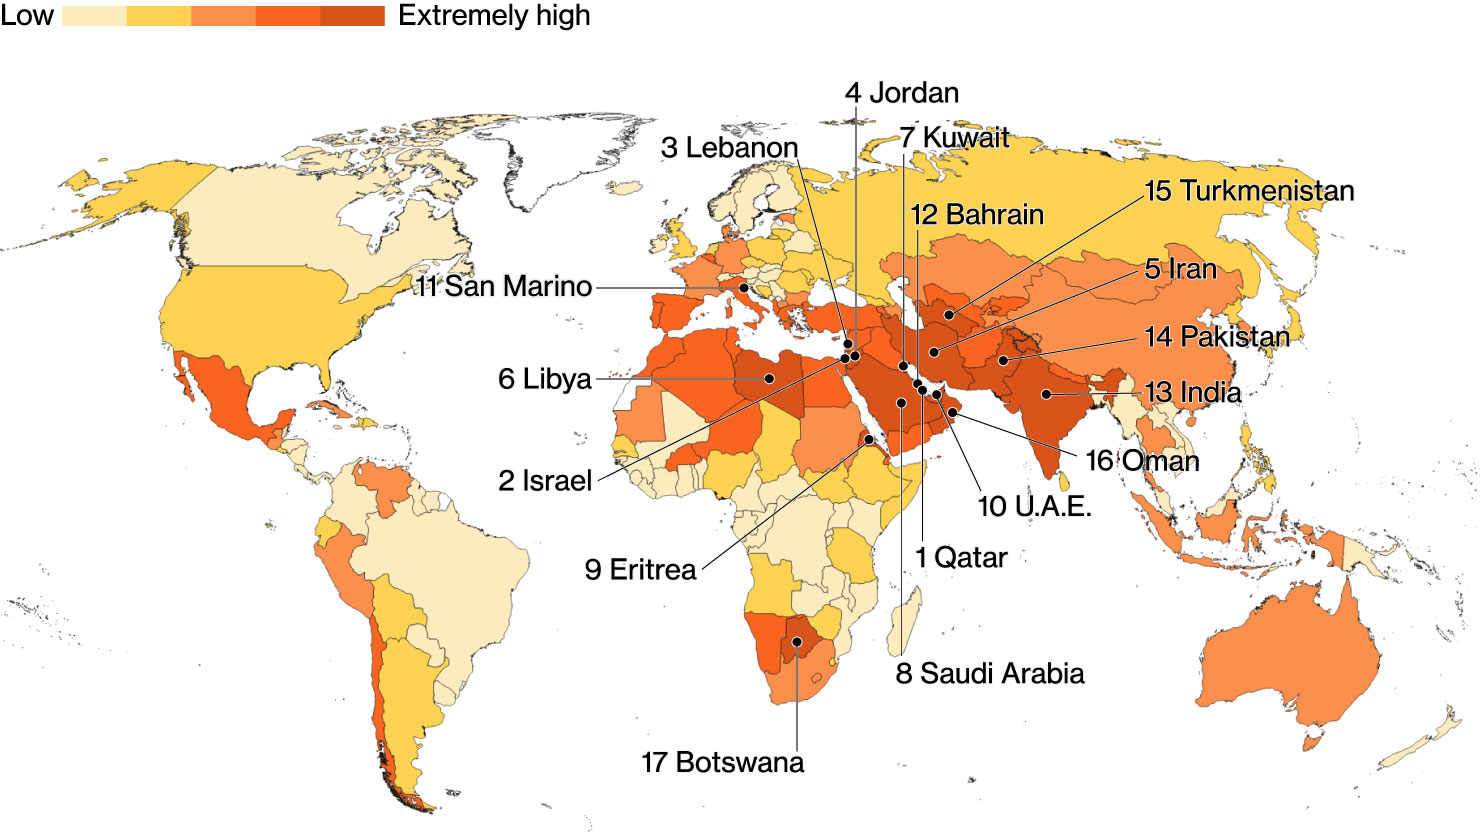 Low Extremely high
4 Jordan
7 Kuwait
3 Lebanon
15 Turkmenistan
12 Bahrain
5 Iran
11 San Marino
14 Pakistan
6 Libya
13 India
16 Oman
2 Israel
10 U.A.E.
1 Qatar
9 Eritrea
8 Saudi Arabia
17 Botswana